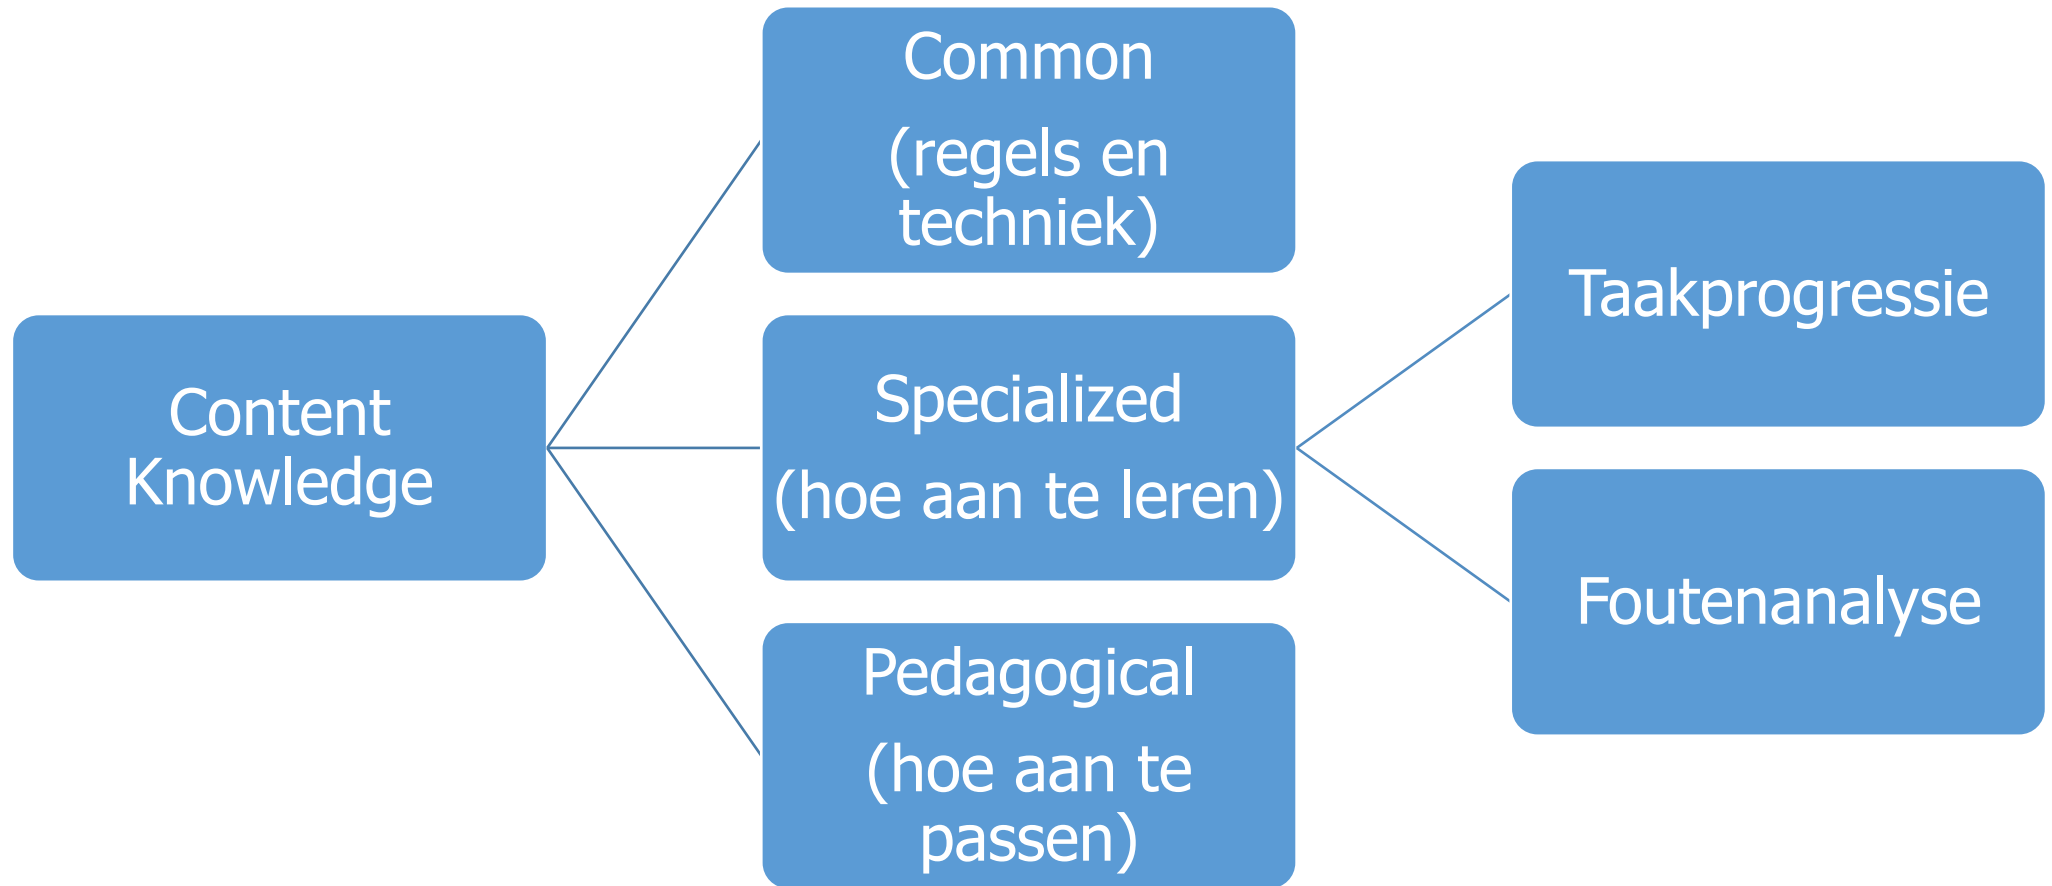 Content
Knowledge
Common
(regels en
techniek)
Specialized
(hoe aan te leren)
Pedagogical
(hoe aan te
passen)
Taakprogressie
Foutenanalyse